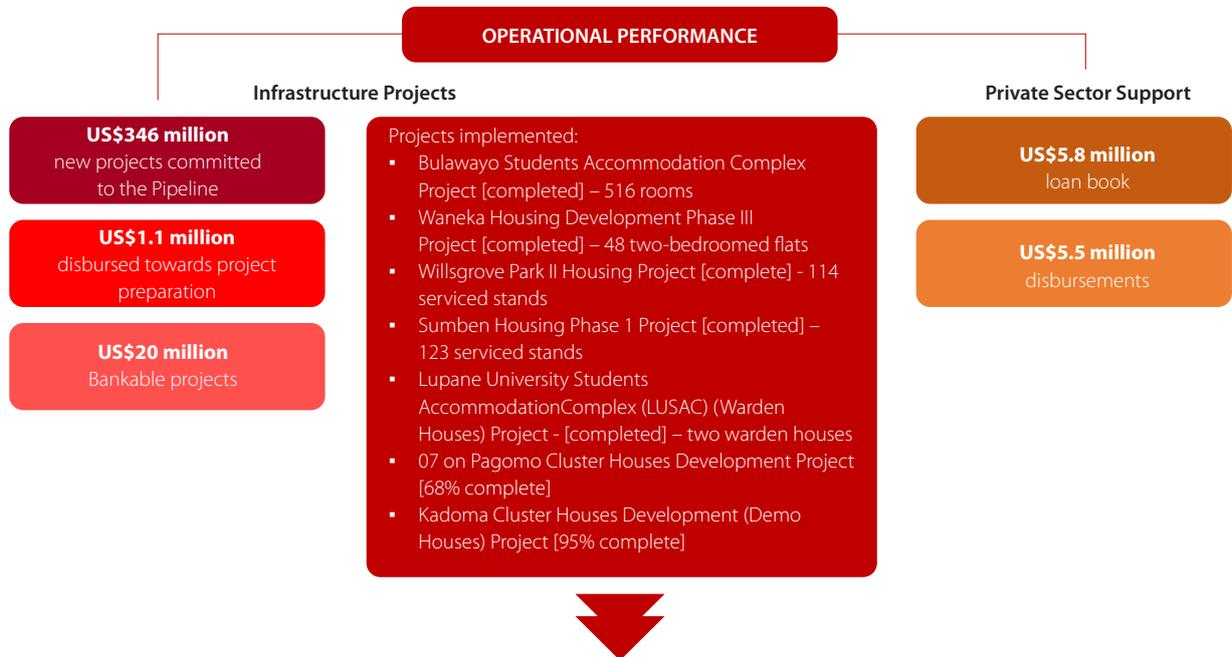 OPERATIONAL PERFORMANCE
Infrastructure Projects
US$346 million
new projects committed
to the Pipeline
US$1.1 million
disbursed towards project
preparation
US$20 million
Bankable projects
Projects implemented:
▪ Bulawayo Students Accommodation Complex
Project [completed] – 516 rooms
▪ Waneka Housing Development Phase III
Project [completed] – 48 two-bedroomed flats
▪ Willsgrove Park II Housing Project [complete] - 114
serviced stands
▪ Sumben Housing Phase 1 Project [completed] –
123 serviced stands
▪ Lupane University Students
AccommodationComplex (LUSAC) (Warden
Houses) Project - [completed] – two warden houses
▪ 07 on Pagomo Cluster Houses Development Project
[68% complete]
▪ Kadoma Cluster Houses Development (Demo
Houses) Project [95% complete]
Private Sector Support
US$5.8 million
loan book
US$5.5 million
disbursements